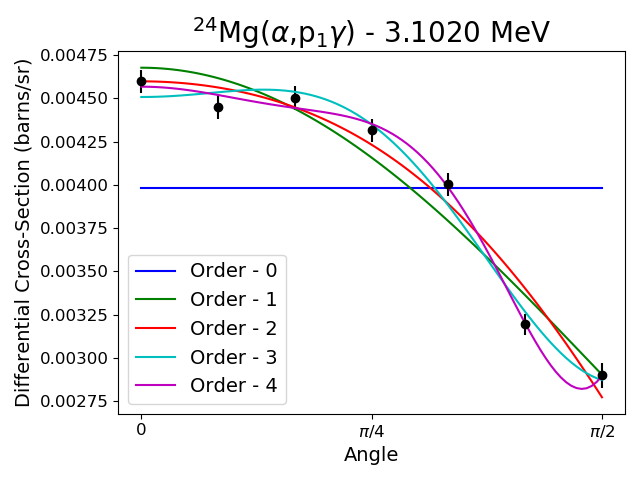 ²⁴Mg(α,p₁γ) - 3.1020 MeV
Differential Cross-Section (barns/sr)
0.00475
0.00450
0.00425
0.00400
0.00375
0.00350
0.00325
0.00300
0.00275
Order - 0
Order - 1
Order - 2
Order - 3
Order - 4
0 π/4 π/2
Angle